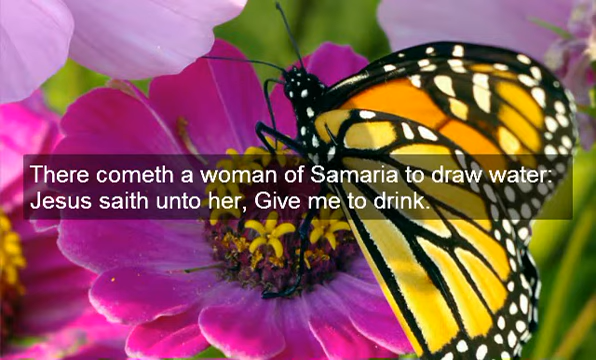 There cometh a woman of Samaria to draw water:
Jesus saith unto her, Give me to drink.